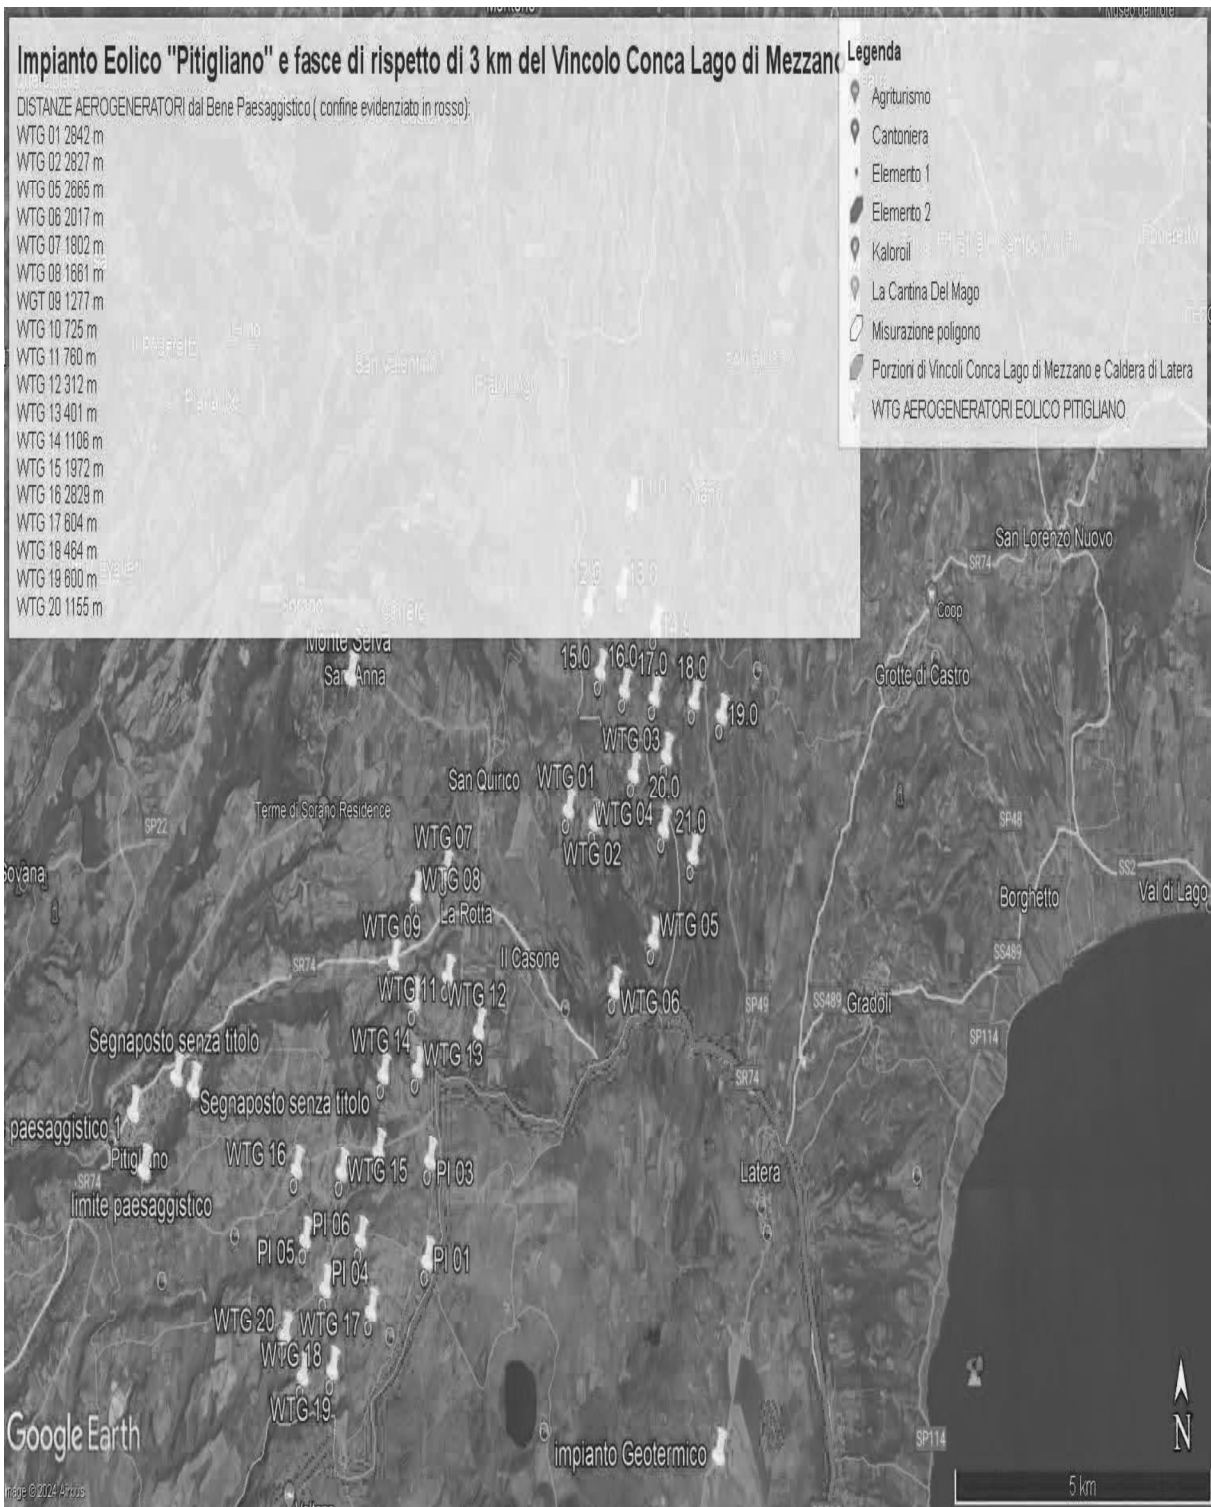 Impianto Eolico "Pitigliano" e fasce di rispetto di 3 km del Vincolo Conca Lago di Mezzano
DISTANZE AEROGENERATORI dal Bene Paesaggistico ( confine evidenziato in rosso):
WTG 01 2842 m
WTG 02 2827 m
WTG 05 2665 m
WTG 06 2017 m
WTG 07 1802 m
WTG 08 1661 m
WGT 09 1277 m
WTG 10 725 m
WTG 11 760 m
WTG 12 312 m
WTG 13 401 m
WTG 14 1106 m
WTG 15 1972 m
WTG 16 2829 m
WTG 17 604 m
WTG 18 464 m
WTG 19 600 m
WTG 20 1155 m
Legenda
Agriturismo
Cantoniera
Elemento 1
Elemento 2
Kaloroil
La Cantina Del Mago
Misurazione poligono
Porzioni di Vincoli Conca Lago di Mezzano e Caldera di Latera
WTG AEROGENERATORI EOLICO PITIGLIANO
San Valentino
San Lorenzo Nuovo
SR74
Coop
Monte Selva
Sant'Anna
15.0
16.0
17.0
18.0
19.0
Grotte di Castro
WTG 03
San Quirico
WTG 01
20.0
Terme di Sorano Residence
WTG 04
21.0
SP22
SP48
WTG 07
WTG 02
SS2
Sovana
WTG 08
Borghetto
Val di Lago
La Rotta
WTG 09
WTG 05
SR74
Il Casone
SS489
WTG 11
WTG 12
WTG 06
SP49
SS489
Gradoli
Segnaposto senza titolo
WTG 14
WTG 13
SP114
SR74
Segnaposto senza titolo
paesaggistico 1
Pitigliano
WTG 16
WTG 15
PI 03
Latera
SR74
limite paesaggistico
PI 06
PI 05
PI 01
PI 04
WTG 20
WTG 17
WTG 18
WTG 19
Google Earth
impianto Geotermico
SP114
N
5 km
Image © 2024 Airbus